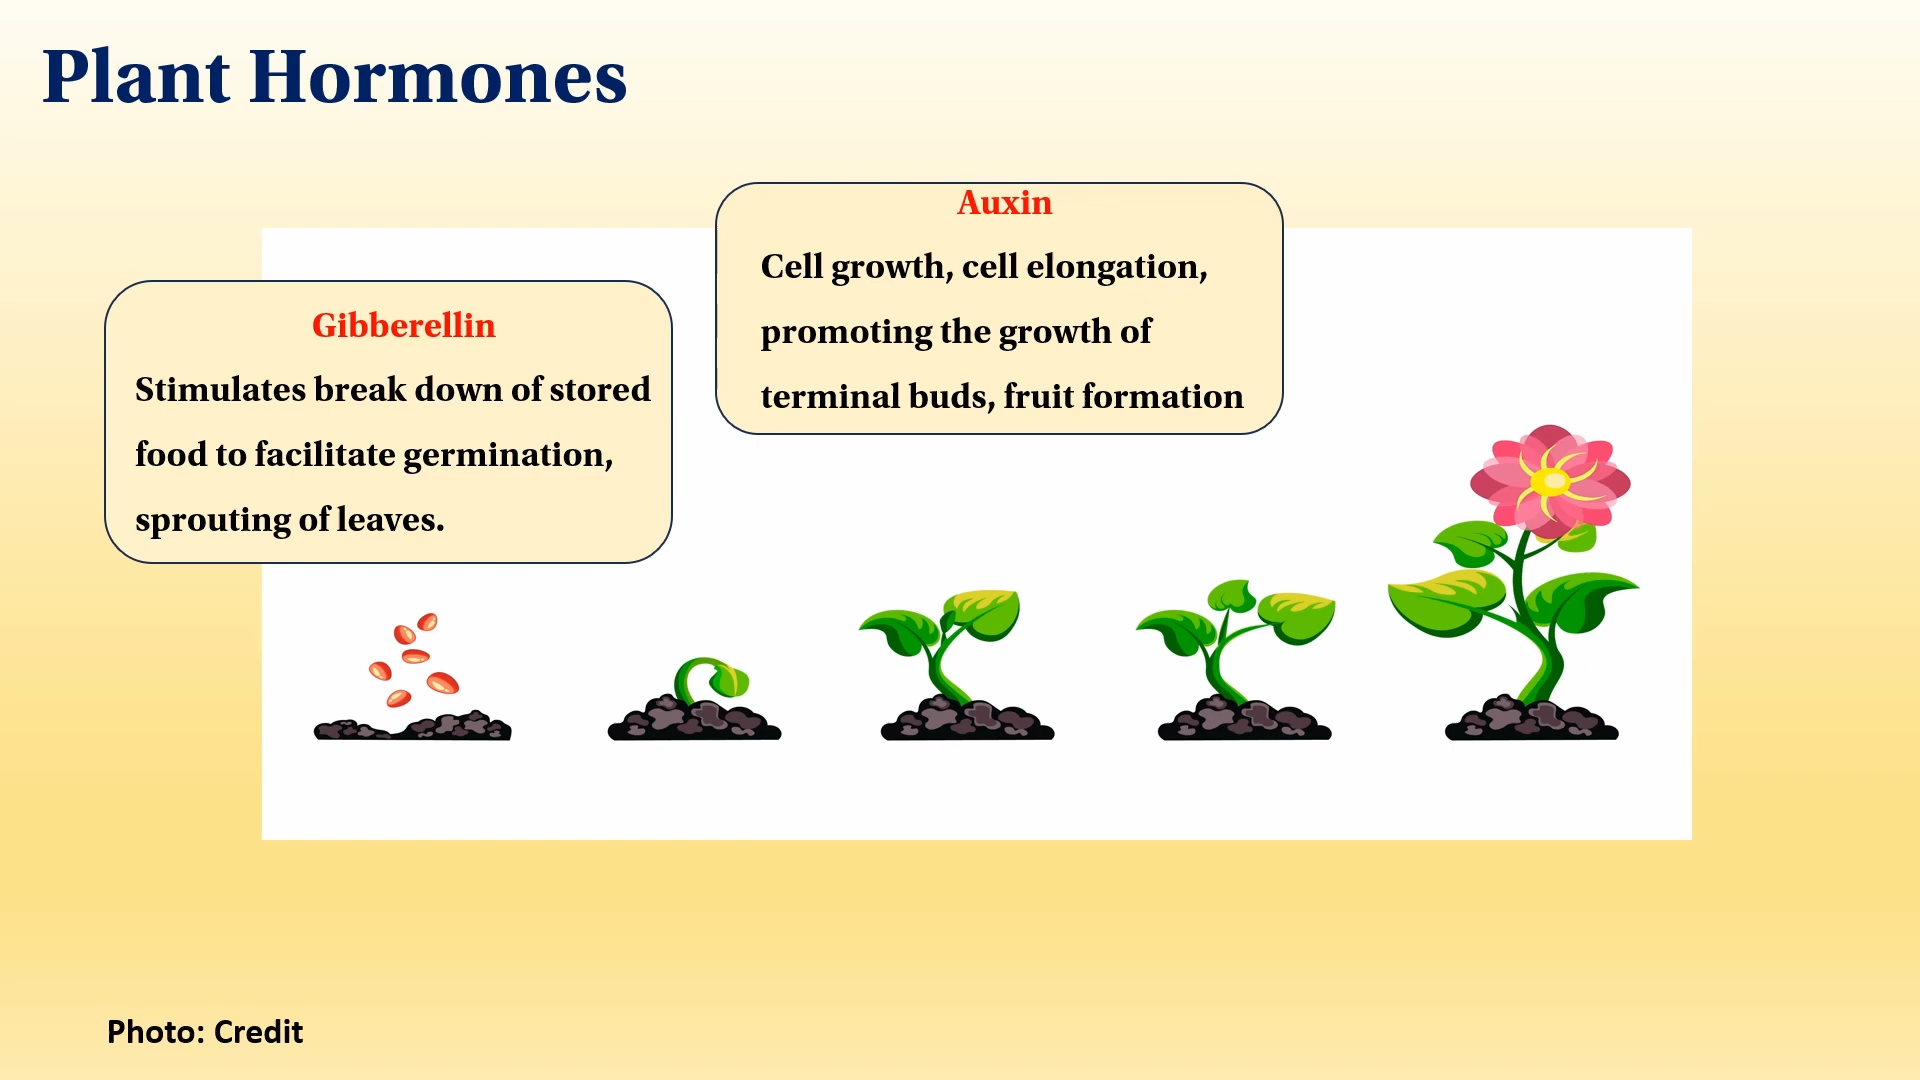 Plant Hormones
Gibberellin
Stimulates break down of stored
food to facilitate germination,
sprouting of leaves.
Auxin
Cell growth, cell elongation,
promoting the growth of
terminal buds, fruit formation
Photo: Credit